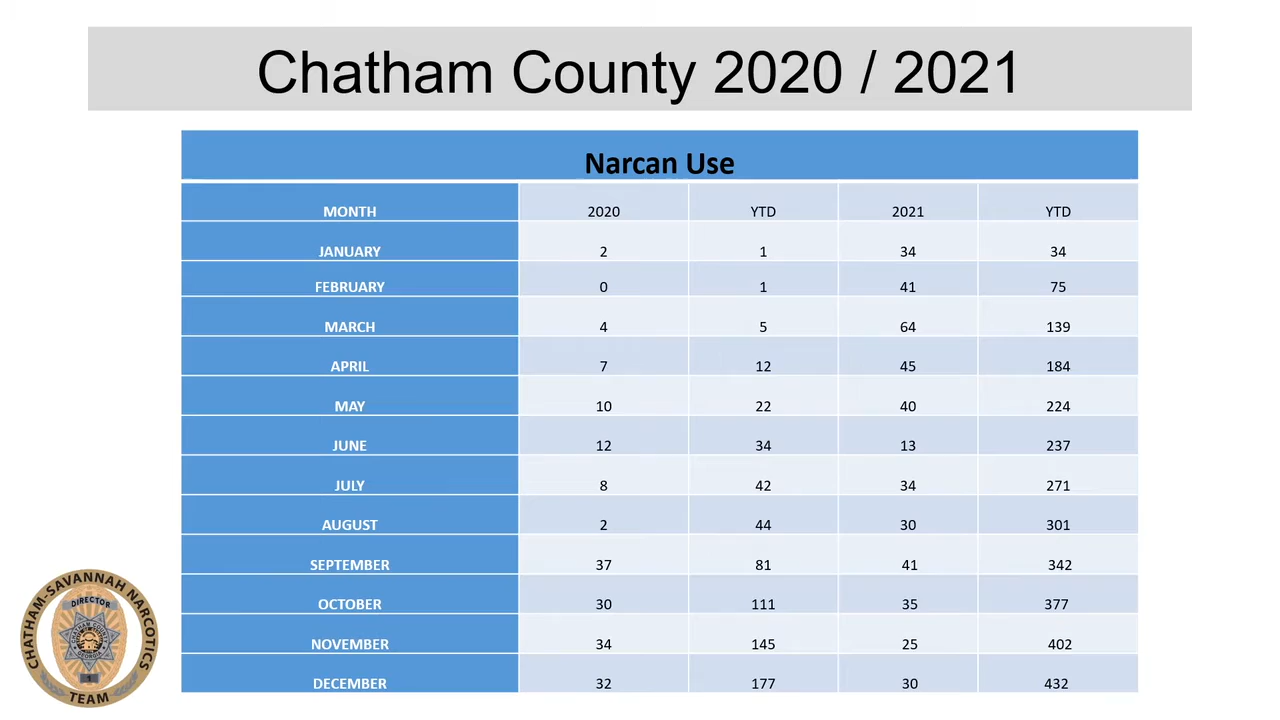 Chatham County 2020 / 2021
Narcan Use
MONTH 2020 YTD 2021 YTD
JANUARY 2 1 34 34
FEBRUARY 0 1 41 75
MARCH 4 5 64 139
APRIL 7 12 45 184
MAY 10 22 40 224
JUNE 12 34 13 237
JULY 8 42 34 271
AUGUST 2 44 30 301
SEPTEMBER 37 81 41 342
OCTOBER 30 111 35 377
NOVEMBER 34 145 25 402
DECEMBER 32 177 30 432
CHATHAM-SAVANNAH NARCOTICS
DIRECTOR
CHATHAM COUNTY
GEORGIA
1
TEAM